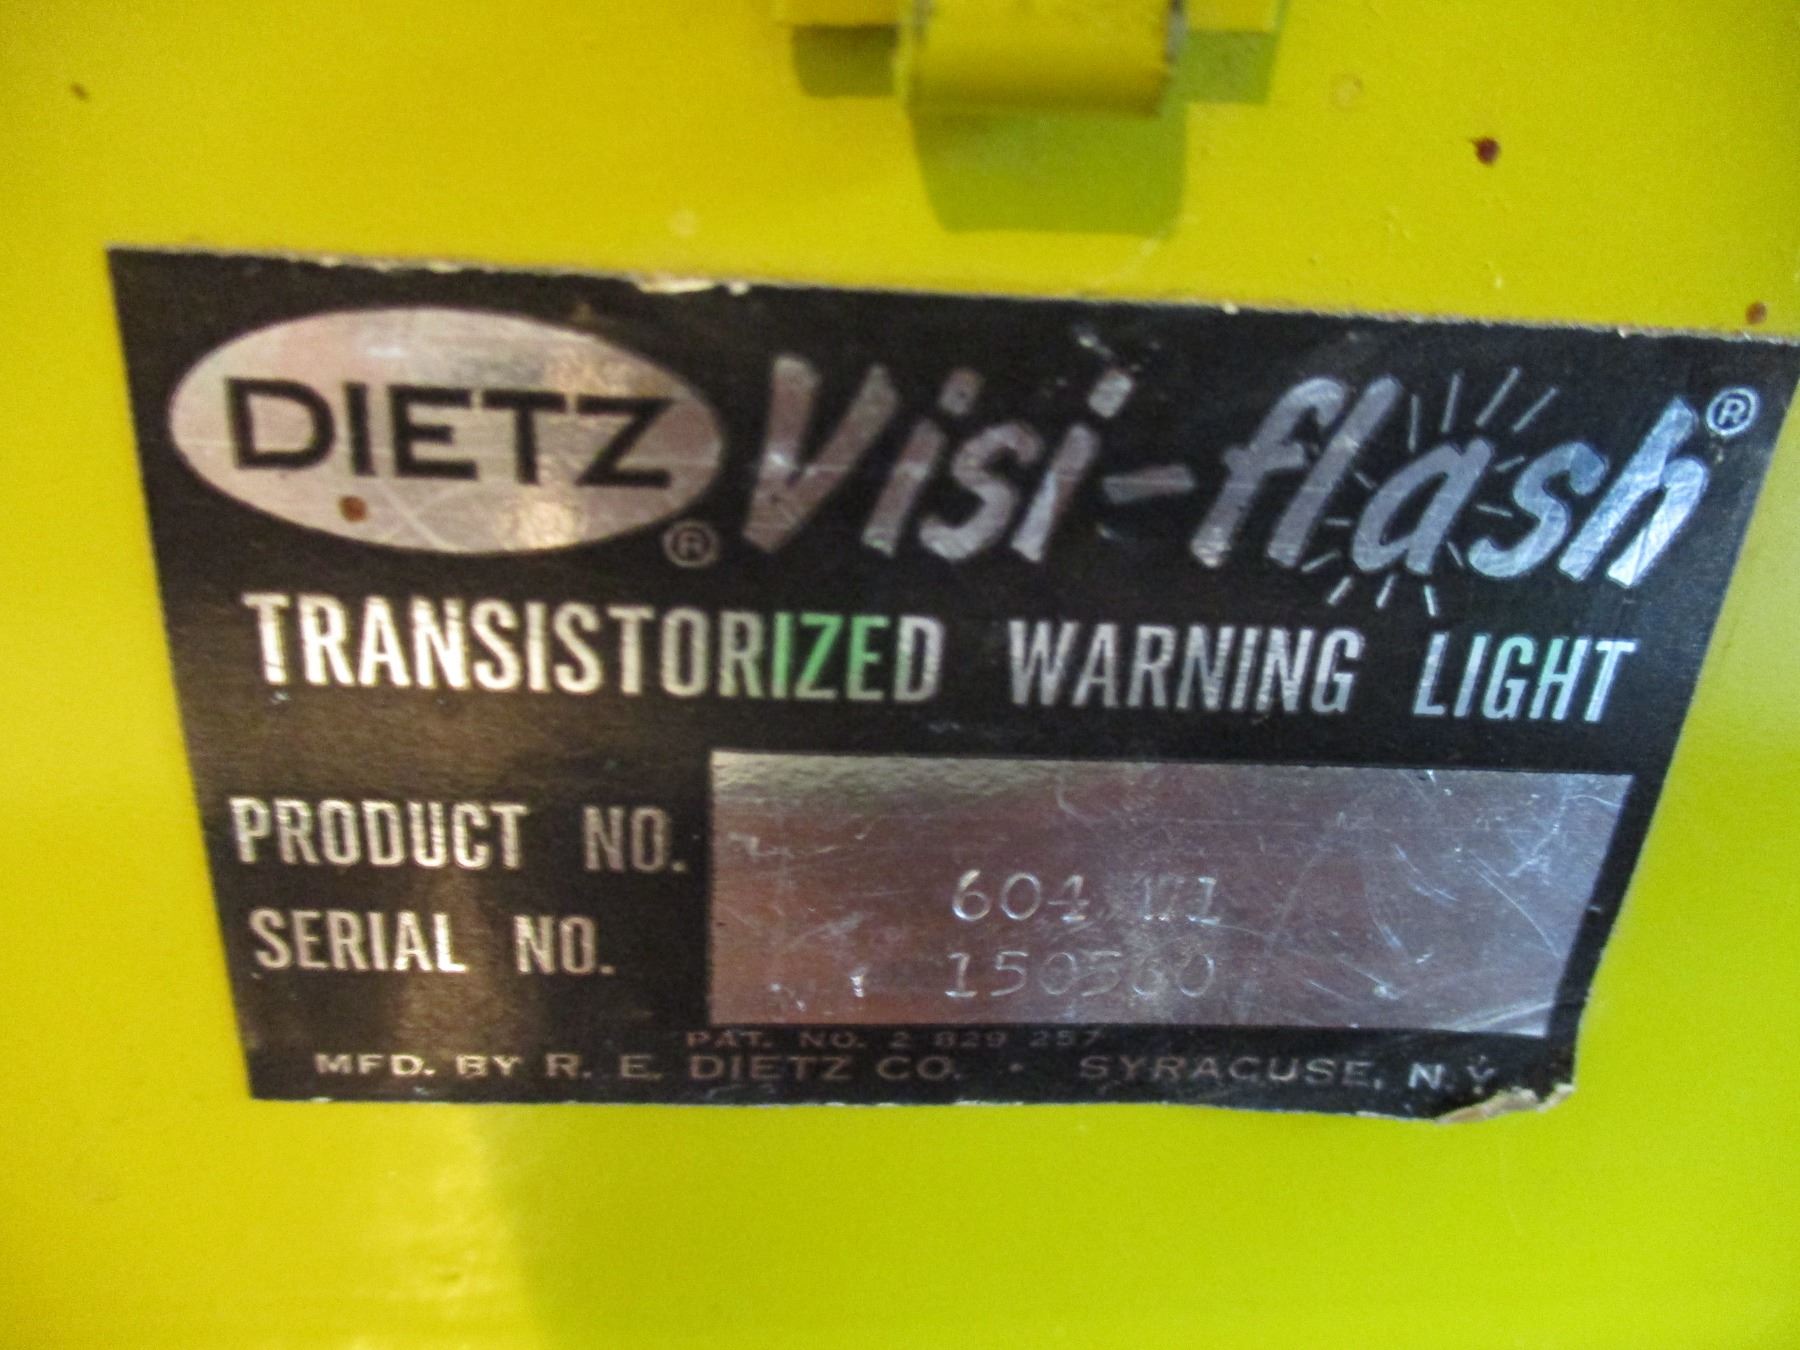 DIETZ® Visi-flash®
TRANSISTORIZED WARNING LIGHT
PRODUCT NO.
SERIAL NO.
PAT. NO. 2 829 257
MFD. BY R. E. DIETZ CO. · SYRACUSE, N.Y.